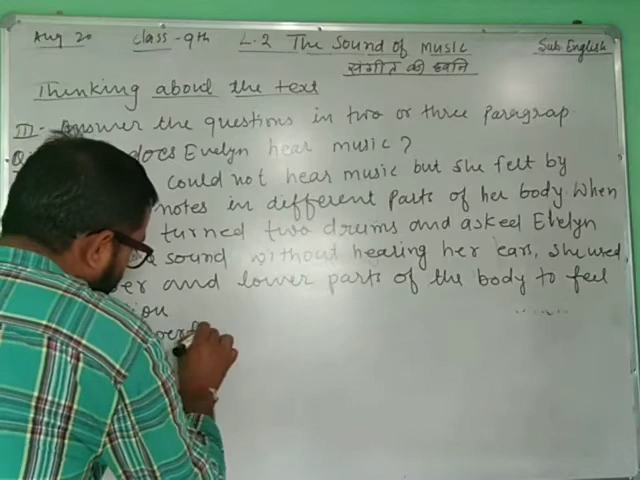 Aug 20 Class - 9th L.2 The Sound of Music Sub English
संगीत की ध्वनि
Thinking about the text
III - Answer the questions in two or three Paragrap
does Evelyn hear music?
could not hear music but she felt by
notes in different parts of her body. When
turned two drums and asked Evelyn
sound without hearing her ears, she used
and lower parts of the body to feel